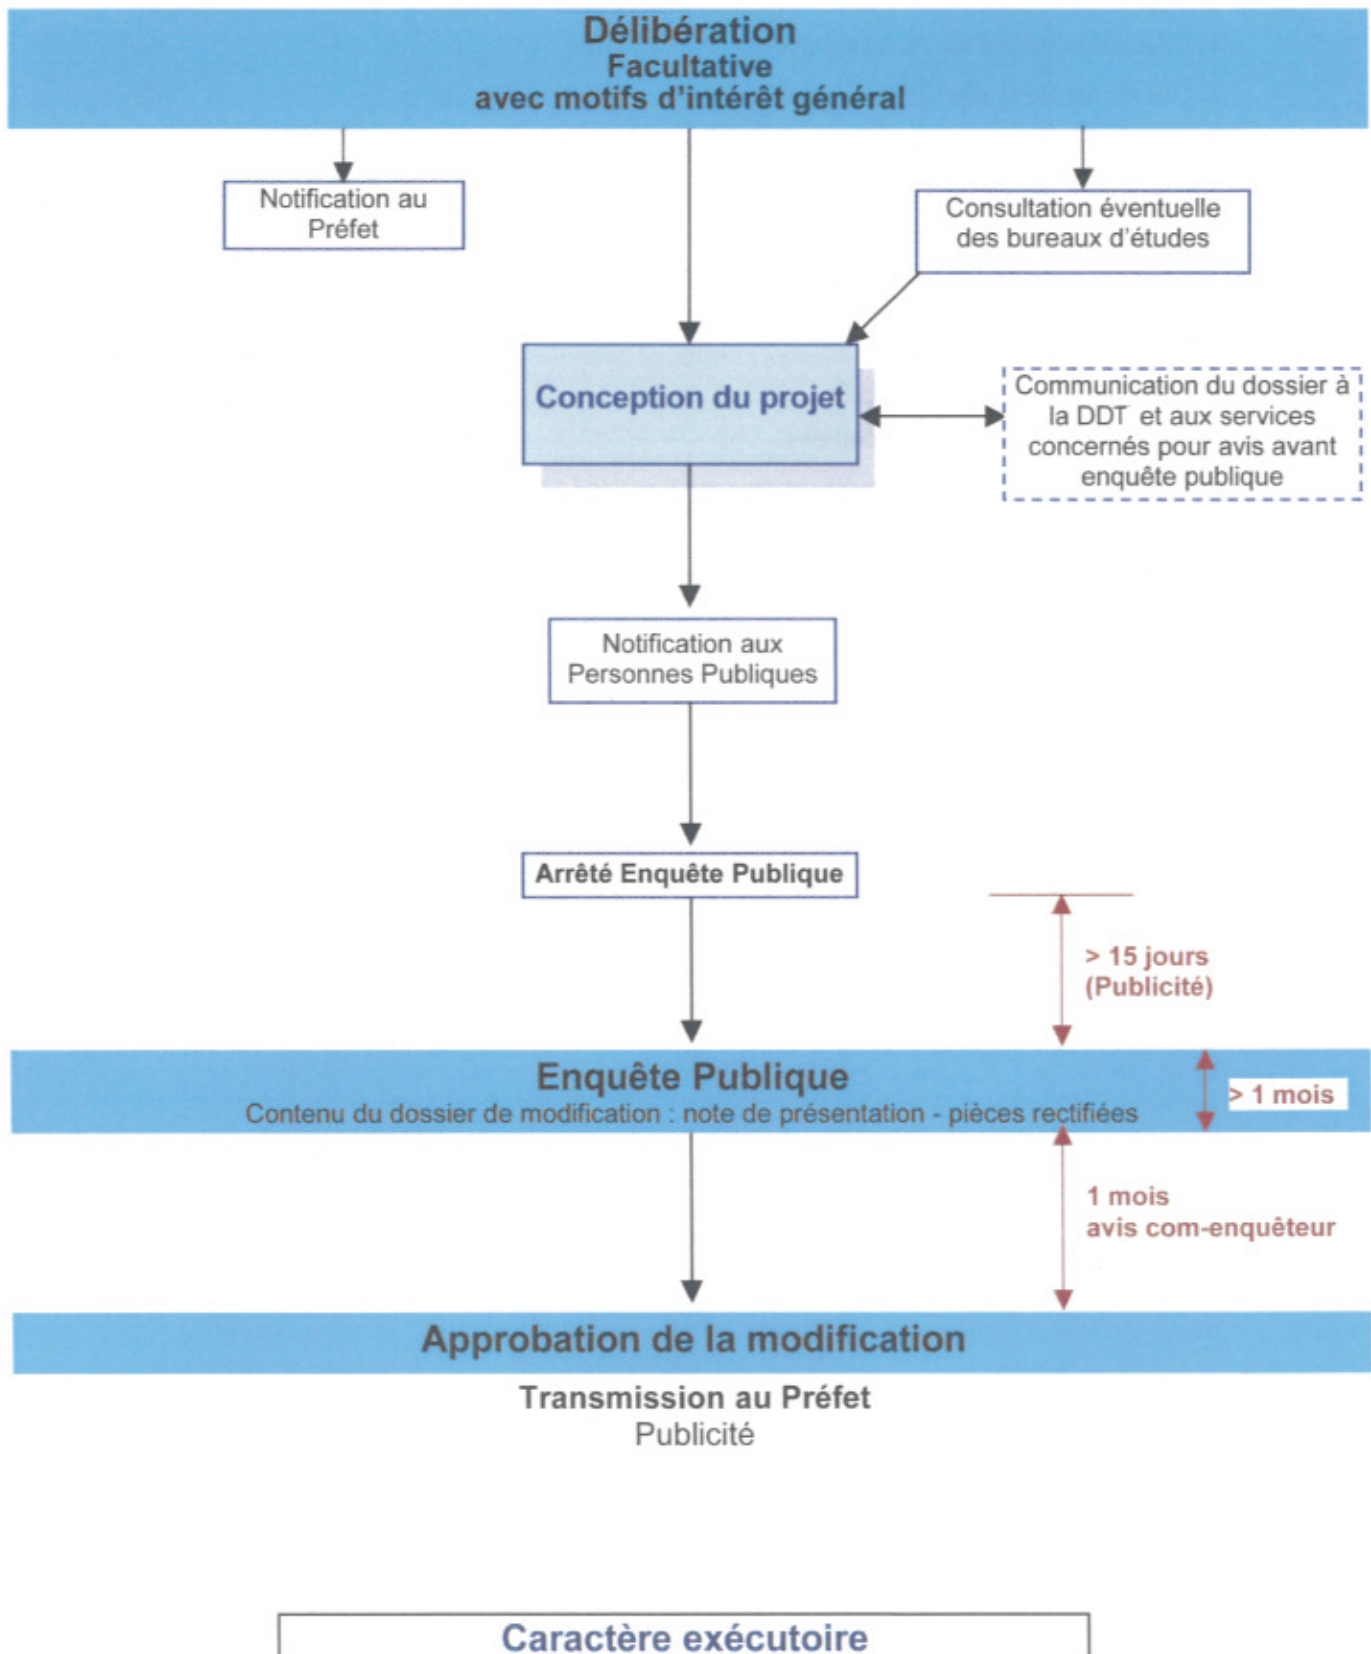 Délibération
Facultative
avec motifs d'intérêt général
Notification au
Préfet
Consultation éventuelle
des bureaux d'études
Conception du projet
Communication du dossier à
la DDT et aux services
concernés pour avis avant
enquête publique
Notification aux
Personnes Publiques
Arrêté Enquête Publique
> 15 jours
(Publicité)
Enquête Publique
Contenu du dossier de modification : note de présentation - pièces rectifiées
> 1 mois
1 mois
avis com-enquêteur
Approbation de la modification
Transmission au Préfet
Publicité
Caractère exécutoire